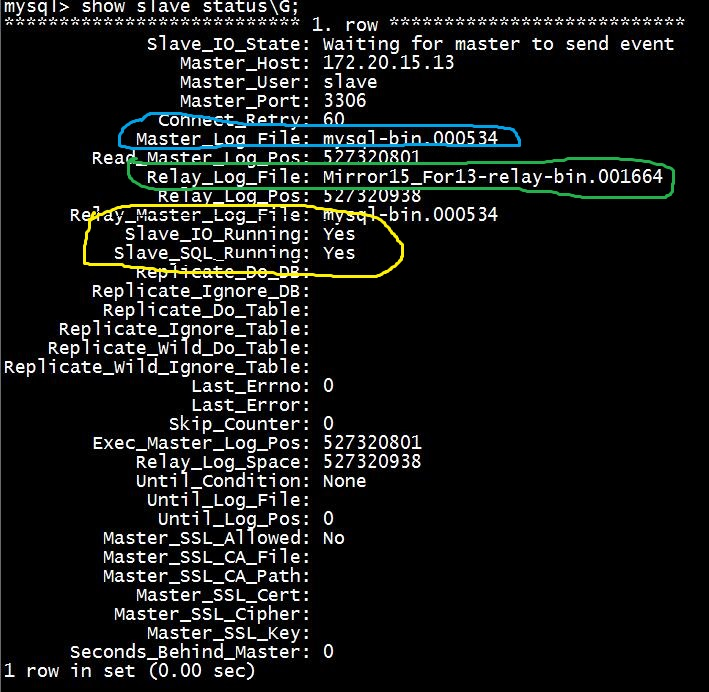 mysql> show slave status\G;
*************************** 1. row ***************************
Slave_IO_State: Waiting for master to send event
Master_Host: 172.20.15.13
Master_User: slave
Master_Port: 3306
Connect_Retry: 60
Master_Log_File: mysql-bin.000534
Read_Master_Log_Pos: 527320801
Relay_Log_File: Mirror15_For13-relay-bin.001664
Relay_Log_Pos: 527320938
Relay_Master_Log_File: mysql-bin.000534
Slave_IO_Running: Yes
Slave_SQL_Running: Yes
Replicate_Do_DB:
Replicate_Ignore_DB:
Replicate_Do_Table:
Replicate_Ignore_Table:
Replicate_Wild_Do_Table:
Replicate_Wild_Ignore_Table:
Last_Errno: 0
Last_Error:
Skip_Counter: 0
Exec_Master_Log_Pos: 527320801
Relay_Log_Space: 527320938
Until_Condition: None
Until_Log_File:
Until_Log_Pos: 0
Master_SSL_Allowed: No
Master_SSL_CA_File:
Master_SSL_CA_Path:
Master_SSL_Cert:
Master_SSL_Cipher:
Master_SSL_Key:
Seconds_Behind_Master: 0
1 row in set (0.00 sec)